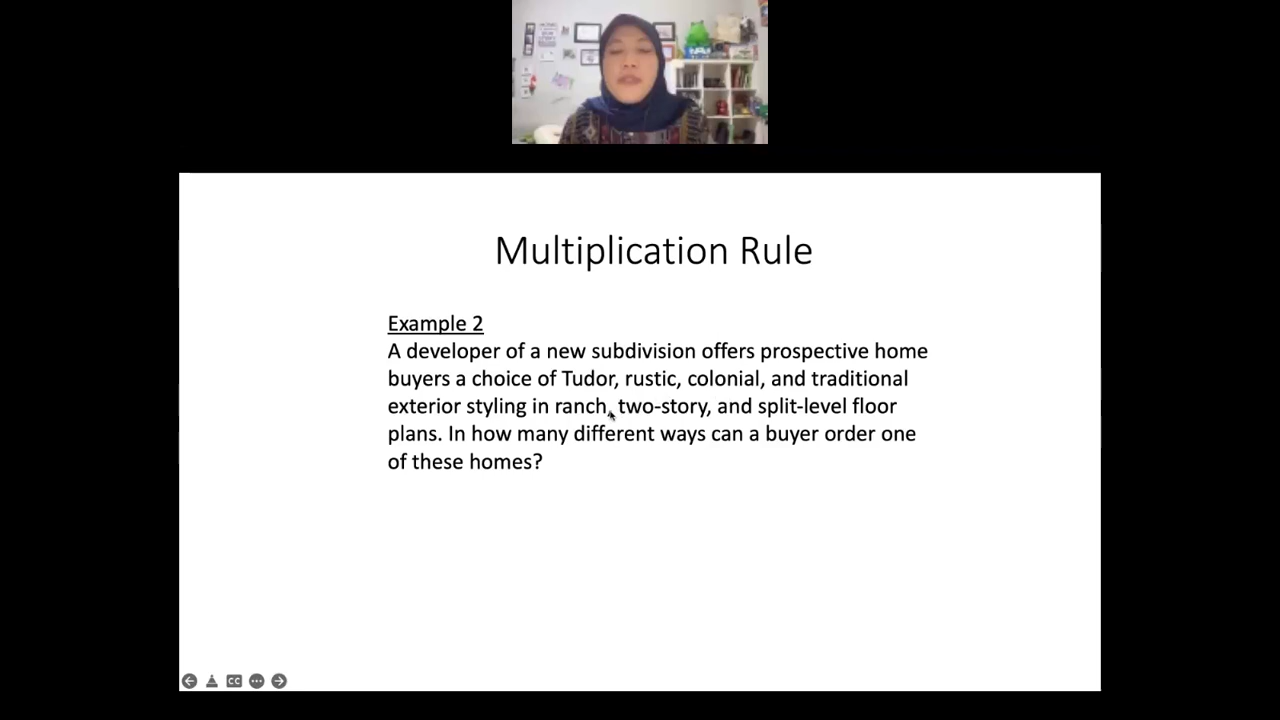 Multiplication Rule
Example 2
A developer of a new subdivision offers prospective home
buyers a choice of Tudor, rustic, colonial, and traditional
exterior styling in ranch, two-story, and split-level floor
plans. In how many different ways can a buyer order one
of these homes?
CC